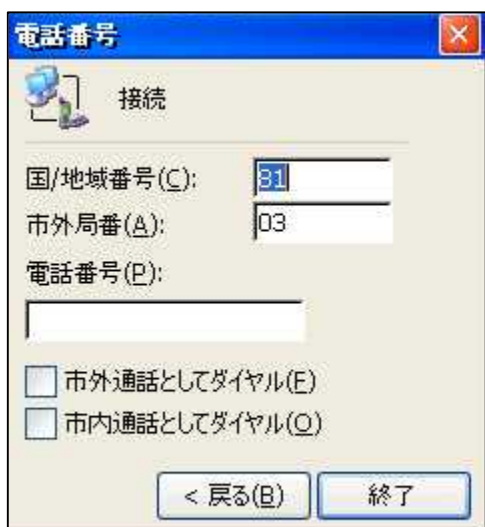 電話番号
接続
国/地域番号(C): 81
市外局番(A): 03
電話番号(P):
市外通話としてダイヤル(F)
市内通話としてダイヤル(O)
< 戻る(B) 終了